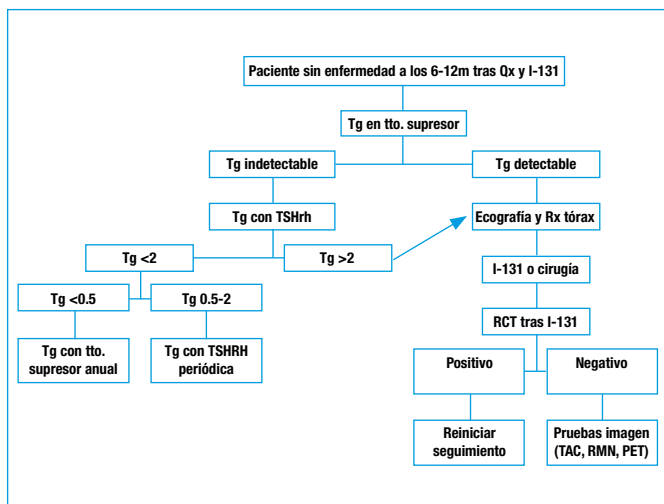 Paciente sin enfermedad a los 6-12m tras Qx y I-131
Tg en tto. supresor
Tg indetectable
Tg detectable
Tg con TSHrh
Ecografía y Rx tórax
Tg <2
Tg >2
I-131 o cirugía
Tg <0.5
Tg 0.5-2
RCT tras I-131
Tg con tto.
supresor anual
Tg con TSHRH
periódica
Positivo
Negativo
Reiniciar
seguimiento
Pruebas imagen
(TAC, RMN, PET)